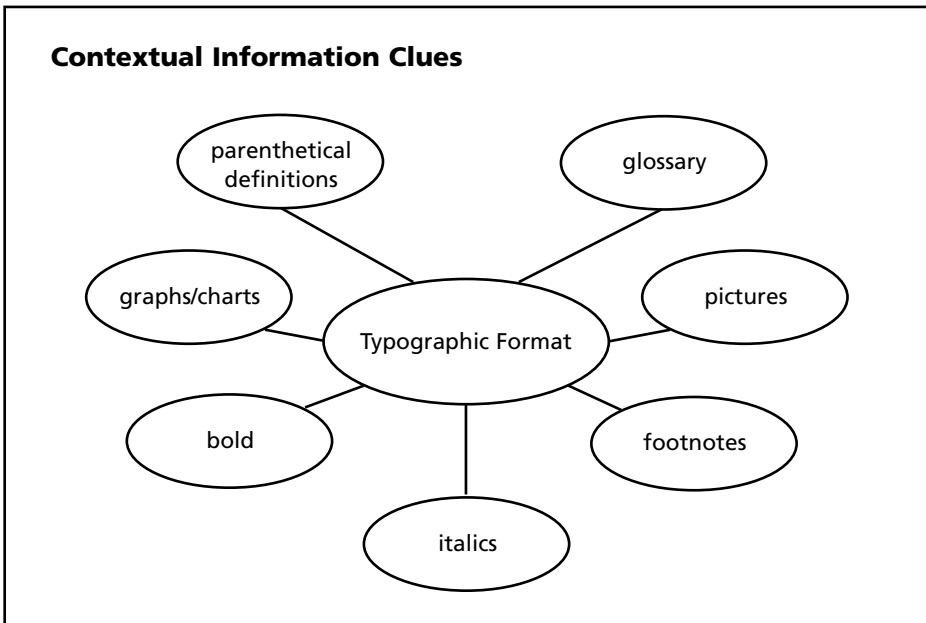 Contextual Information Clues
parenthetical
definitions
glossary
graphs/charts
pictures
Typographic Format
bold
footnotes
italics